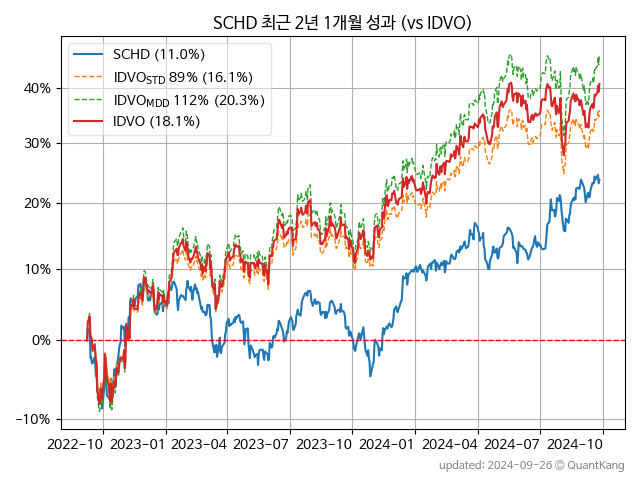 SCHD 최근 2년 1개월 성과 (vs IDVO)
SCHD (11.0%)
IDVO_STD 89% (16.1%)
IDVO_MDD 112% (20.3%)
IDVO (18.1%)
40%
30%
20%
10%
0%
−10%
2022−10 2023−01 2023−04 2023−07 2023−10 2024−01 2024−04 2024−07 2024−10
updated: 2024-09-26 ⓒ QuantKang